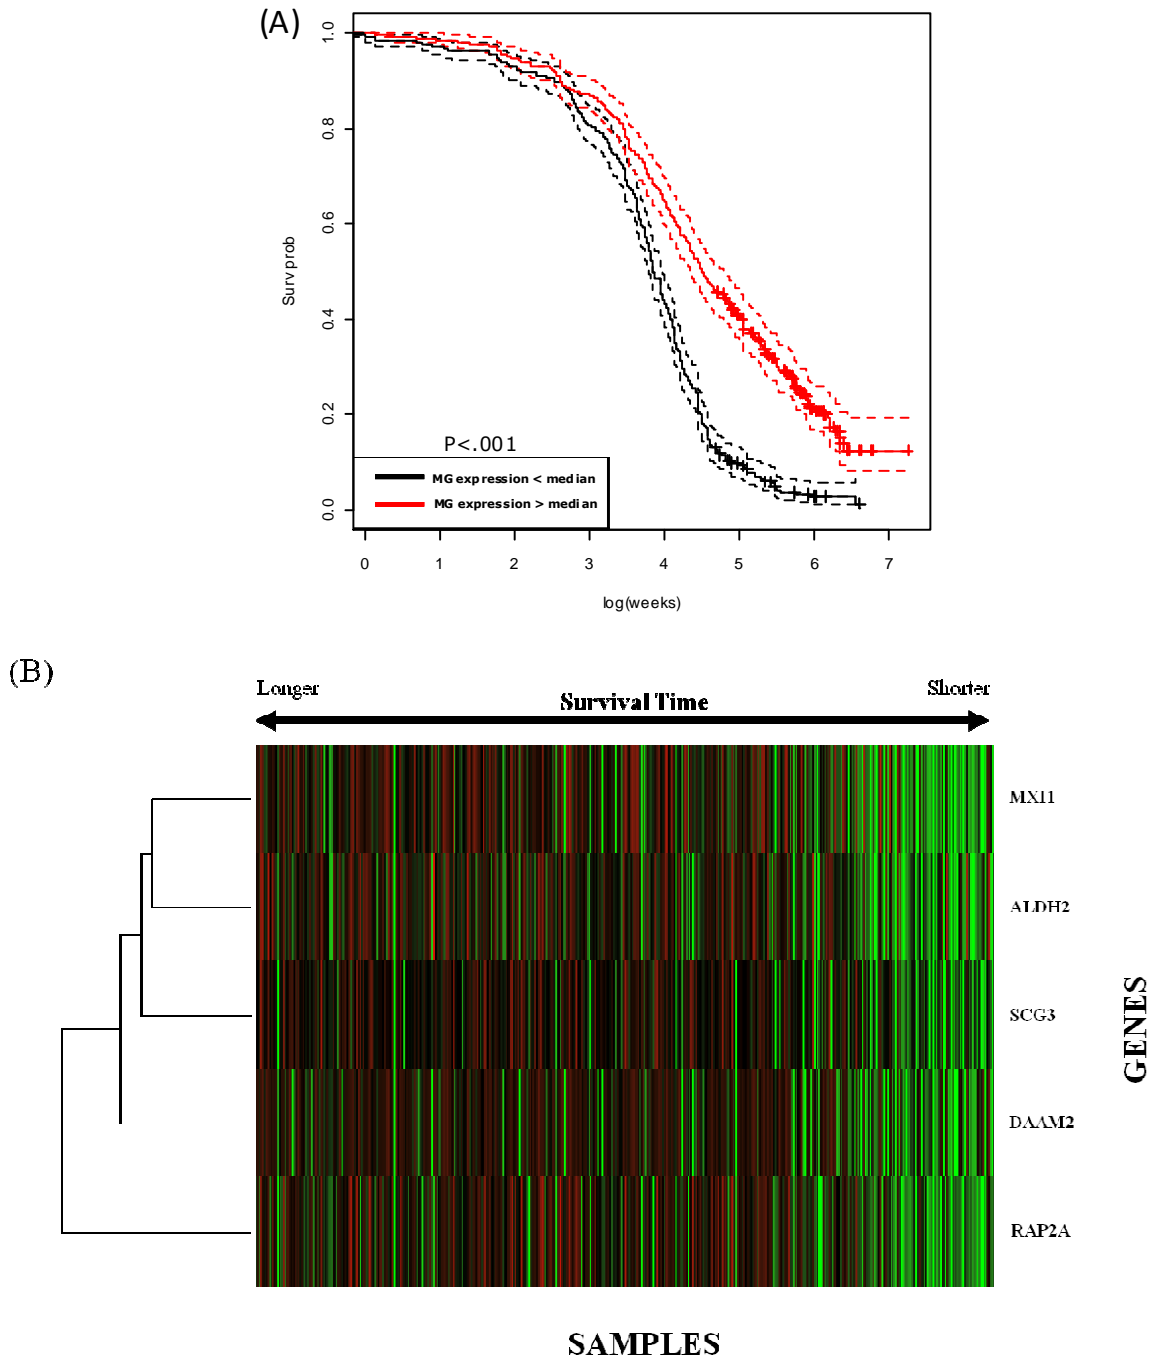 (A)
1.0
0.8
0.6
0.4
0.2
0.0
Surv prob
P<.001
MG expression < median
MG expression > median
0 1 2 3 4 5 6 7
log(weeks)
(B)
Longer
Shorter
Survival Time
MXI1
ALDH2
SCG3
DAAM2
RAP2A
GENES
SAMPLES